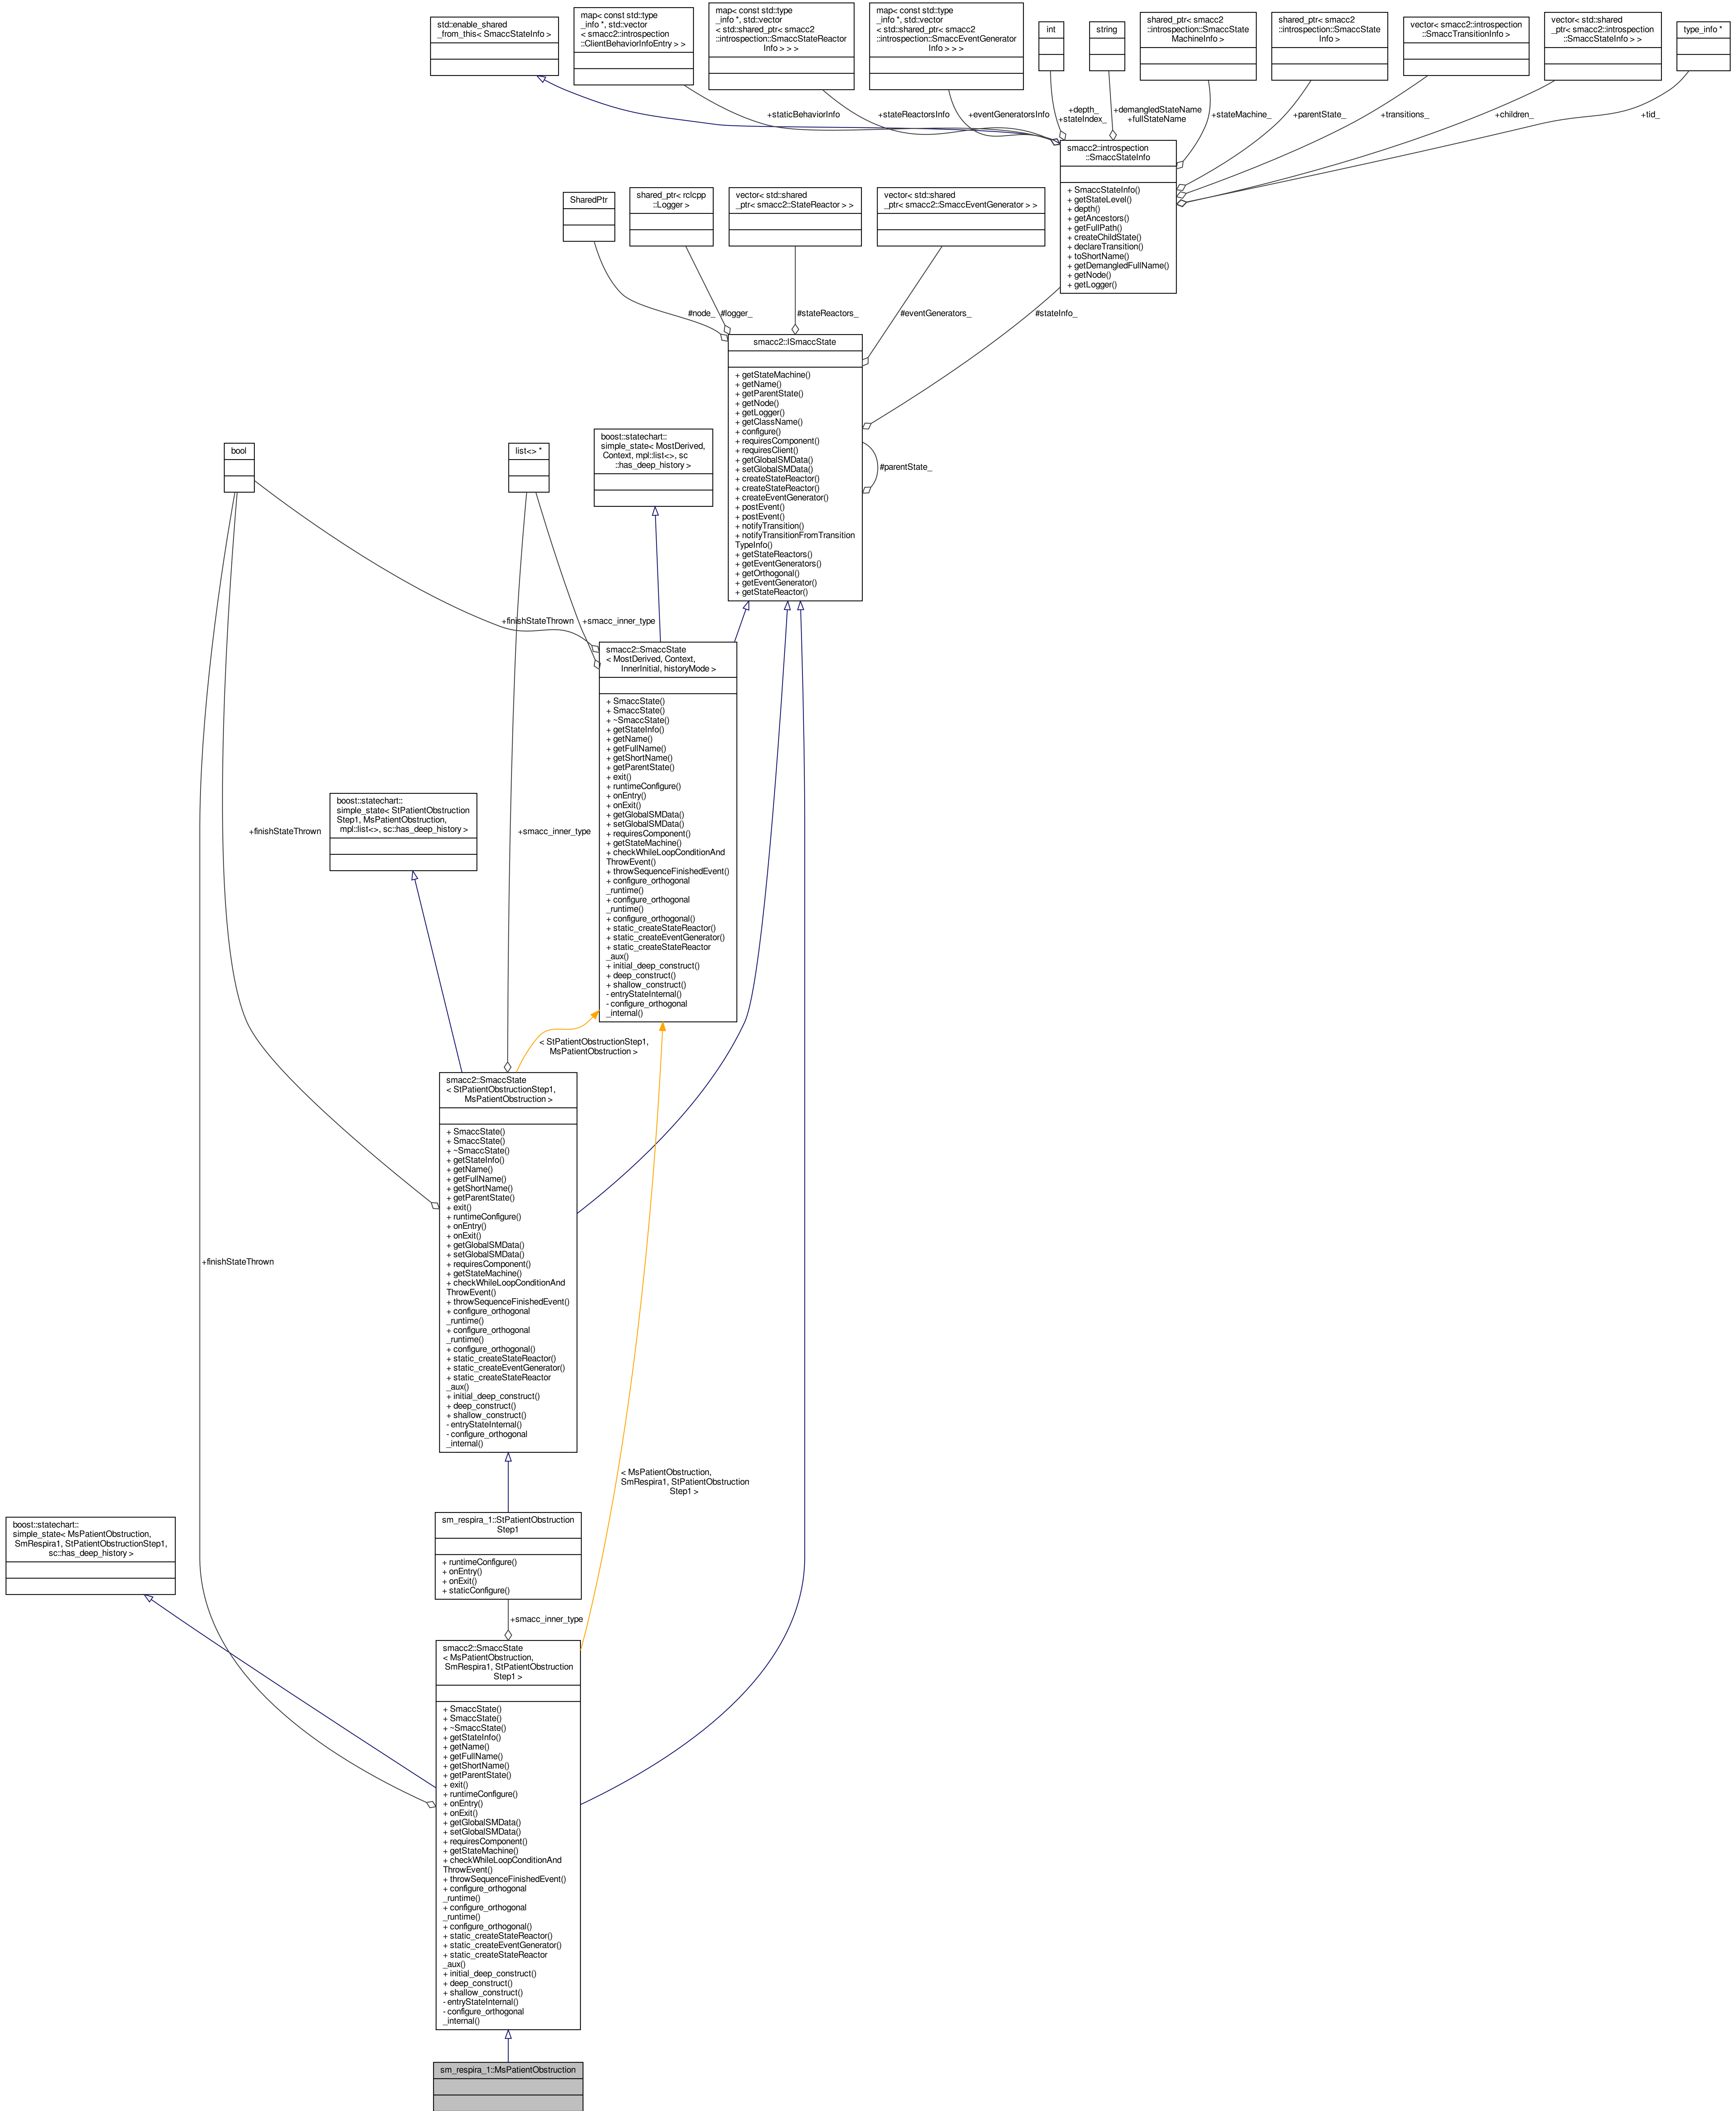 std::enable_shared
_from_this< SmaccStateInfo >
map< const std::type
_info *, std::vector
< smacc2::introspection
::ClientBehaviorInfoEntry > >
map< const std::type
_info *, std::vector
< std::shared_ptr< smacc2
::introspection::SmaccStateReactor
Info > > >
map< const std::type
_info *, std::vector
< std::shared_ptr< smacc2
::introspection::SmaccEventGenerator
Info > > >
int
string
shared_ptr< smacc2
::introspection::SmaccState
MachineInfo >
shared_ptr< smacc2
::introspection::SmaccState
Info >
vector< smacc2::introspection
::SmaccTransitionInfo >
vector< std::shared
_ptr< smacc2::introspection
::SmaccStateInfo > >
type_info *
+staticBehaviorInfo
+stateReactorsInfo
+eventGeneratorsInfo
+depth_
+stateIndex_
+demangledStateName
+fullStateName
+stateMachine_
+parentState_
+transitions_
+children_
+tid_
smacc2::introspection
::SmaccStateInfo
+ SmaccStateInfo()
+ getStateLevel()
+ depth()
+ getAncestors()
+ getFullPath()
+ createChildState()
+ declareTransition()
+ toShortName()
+ getDemangledFullName()
+ getNode()
+ getLogger()
SharedPtr
shared_ptr< rclcpp
::Logger >
vector< std::shared
_ptr< smacc2::StateReactor > >
vector< std::shared
_ptr< smacc2::SmaccEventGenerator > >
#node_
#logger_
#stateReactors_
#eventGenerators_
#stateInfo_
smacc2::ISmaccState
+ getStateMachine()
+ getName()
+ getParentState()
+ getNode()
+ getLogger()
+ getClassName()
+ configure()
+ requiresComponent()
+ requiresClient()
+ getGlobalSMData()
+ setGlobalSMData()
+ createStateReactor()
+ createStateReactor()
+ createEventGenerator()
+ postEvent()
+ postEvent()
+ notifyTransition()
+ notifyTransitionFromTransition
TypeInfo()
+ getStateReactors()
+ getEventGenerators()
+ getOrthogonal()
+ getEventGenerator()
+ getStateReactor()
#parentState_
bool
list<> *
boost::statechart::
simple_state< MostDerived,
Context, mpl::list<>, sc
::has_deep_history >
+finishStateThrown
+smacc_inner_type
smacc2::SmaccState
< MostDerived, Context,
InnerInitial, historyMode >
+ SmaccState()
+ SmaccState()
+ ~SmaccState()
+ getStateInfo()
+ getName()
+ getFullName()
+ getShortName()
+ getParentState()
+ exit()
+ runtimeConfigure()
+ onEntry()
+ onExit()
+ getGlobalSMData()
+ setGlobalSMData()
+ requiresComponent()
+ getStateMachine()
+ checkWhileLoopConditionAnd
ThrowEvent()
+ throwSequenceFinishedEvent()
+ configure_orthogonal
_runtime()
+ configure_orthogonal
_runtime()
+ configure_orthogonal()
+ static_createStateReactor()
+ static_createEventGenerator()
+ static_createStateReactor
_aux()
+ initial_deep_construct()
+ deep_construct()
+ shallow_construct()
- entryStateInternal()
- configure_orthogonal
_internal()
boost::statechart::
simple_state< StPatientObstruction
Step1, MsPatientObstruction,
mpl::list<>, sc::has_deep_history >
+finishStateThrown
+smacc_inner_type
< StPatientObstructionStep1,
MsPatientObstruction >
smacc2::SmaccState
< StPatientObstructionStep1,
MsPatientObstruction >
+ SmaccState()
+ SmaccState()
+ ~SmaccState()
+ getStateInfo()
+ getName()
+ getFullName()
+ getShortName()
+ getParentState()
+ exit()
+ runtimeConfigure()
+ onEntry()
+ onExit()
+ getGlobalSMData()
+ setGlobalSMData()
+ requiresComponent()
+ getStateMachine()
+ checkWhileLoopConditionAnd
ThrowEvent()
+ throwSequenceFinishedEvent()
+ configure_orthogonal
_runtime()
+ configure_orthogonal
_runtime()
+ configure_orthogonal()
+ static_createStateReactor()
+ static_createEventGenerator()
+ static_createStateReactor
_aux()
+ initial_deep_construct()
+ deep_construct()
+ shallow_construct()
- entryStateInternal()
- configure_orthogonal
_internal()
+finishStateThrown
< MsPatientObstruction,
SmRespira1, StPatientObstruction
Step1 >
boost::statechart::
simple_state< MsPatientObstruction,
SmRespira1, StPatientObstructionStep1,
sc::has_deep_history >
sm_respira_1::StPatientObstruction
Step1
+ runtimeConfigure()
+ onEntry()
+ onExit()
+ staticConfigure()
+smacc_inner_type
smacc2::SmaccState
< MsPatientObstruction,
SmRespira1, StPatientObstruction
Step1 >
+ SmaccState()
+ SmaccState()
+ ~SmaccState()
+ getStateInfo()
+ getName()
+ getFullName()
+ getShortName()
+ getParentState()
+ exit()
+ runtimeConfigure()
+ onEntry()
+ onExit()
+ getGlobalSMData()
+ setGlobalSMData()
+ requiresComponent()
+ getStateMachine()
+ checkWhileLoopConditionAnd
ThrowEvent()
+ throwSequenceFinishedEvent()
+ configure_orthogonal
_runtime()
+ configure_orthogonal
_runtime()
+ configure_orthogonal()
+ static_createStateReactor()
+ static_createEventGenerator()
+ static_createStateReactor
_aux()
+ initial_deep_construct()
+ deep_construct()
+ shallow_construct()
- entryStateInternal()
- configure_orthogonal
_internal()
sm_respira_1::MsPatientObstruction